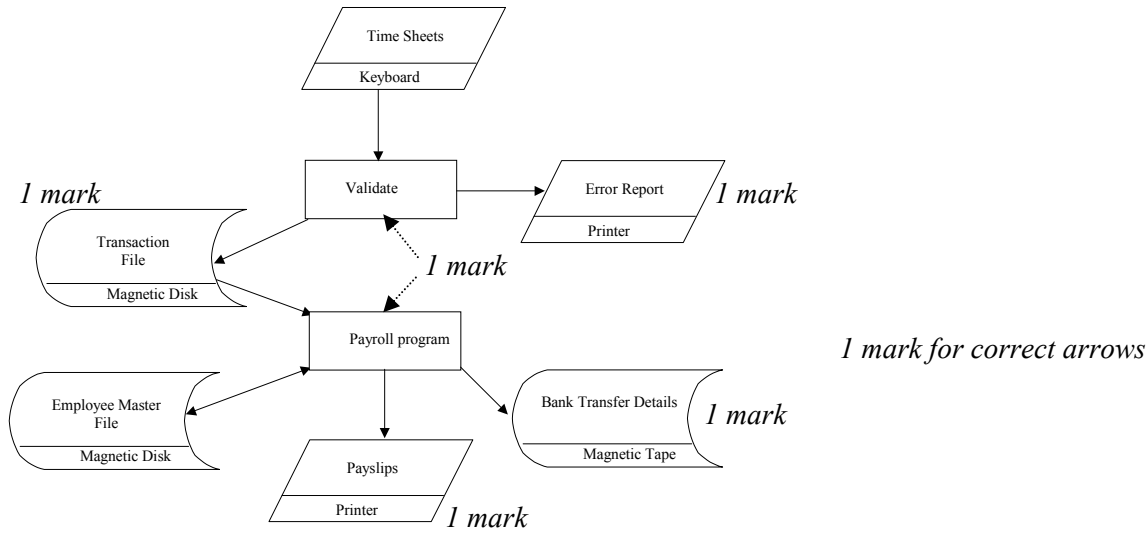 Time Sheets
Keyboard
Validate
Error Report
Printer
1 mark
1 mark
Transaction
File
Magnetic Disk
1 mark
Payroll program
1 mark for correct arrows
Employee Master
File
Magnetic Disk
Bank Transfer Details
Magnetic Tape
1 mark
Payslips
Printer
1 mark